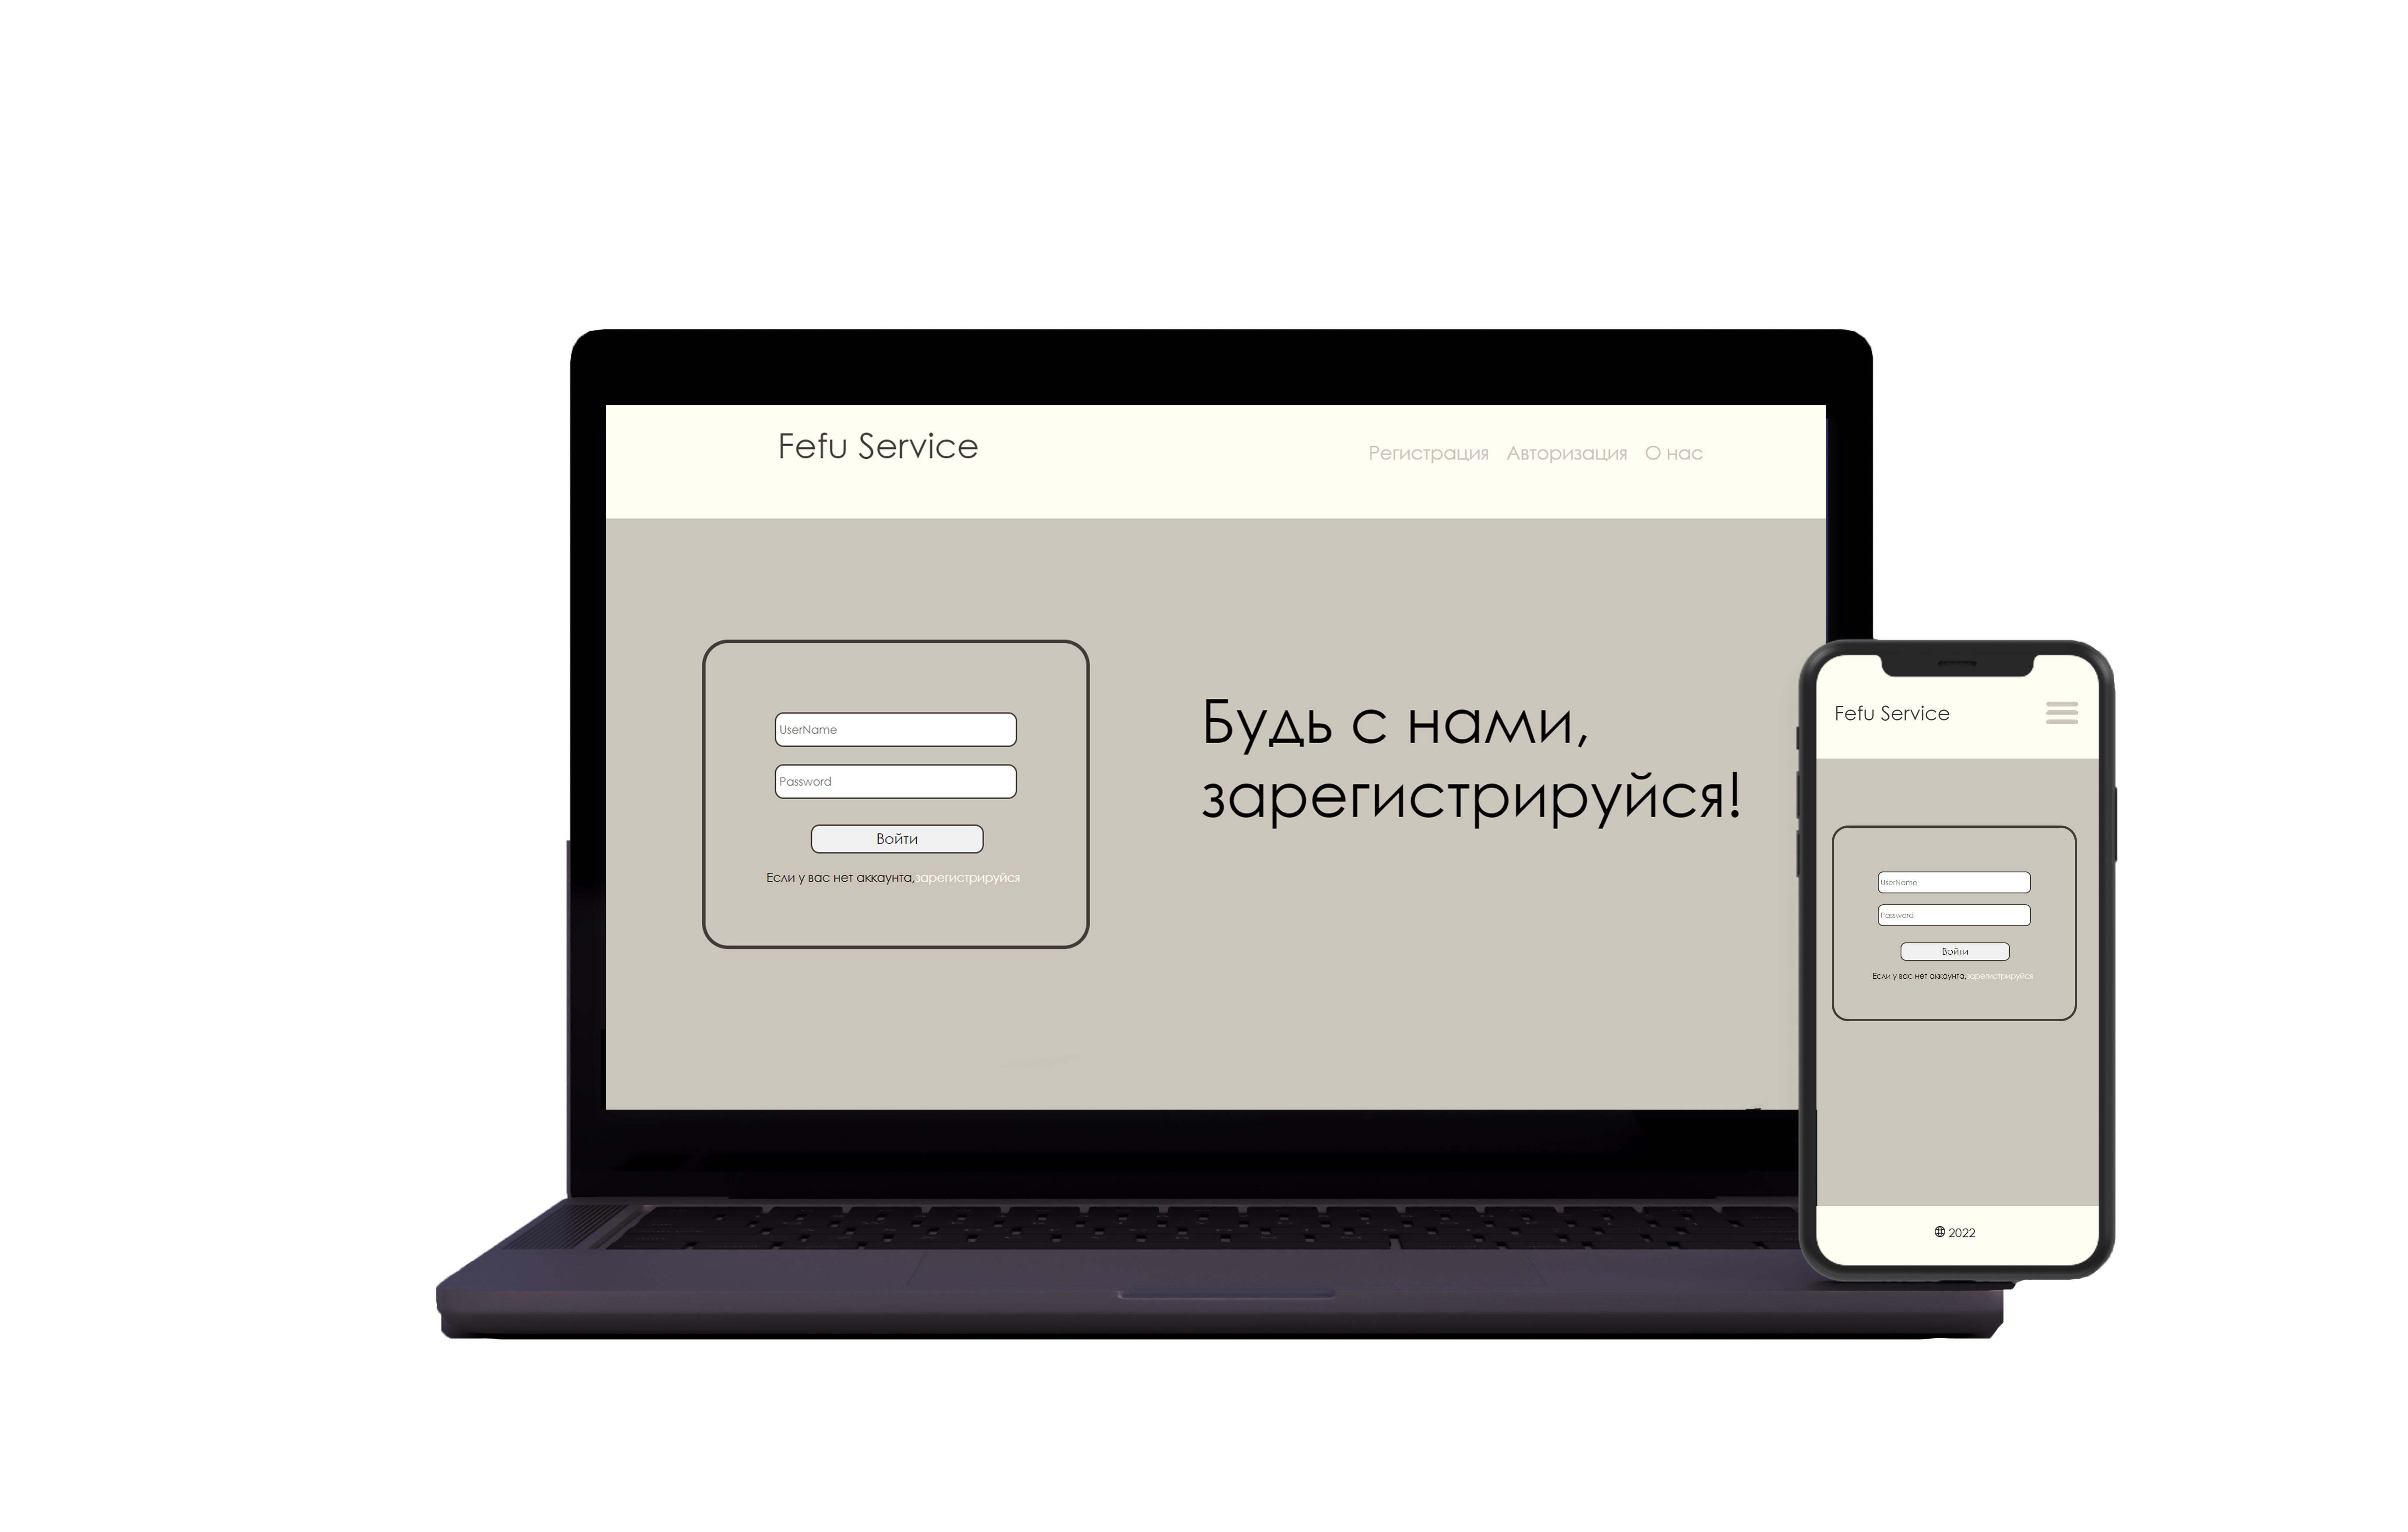 Fefu Service
Регистрация Авторизация О нас
UserName
Password
Войти
Если у вас нет аккаунта,зарегистрируйся
Будь с нами,
зарегистрируйся!
Fefu Service
UserName
Password
Войти
Если у вас нет аккаунта,зарегистрируйся
2022